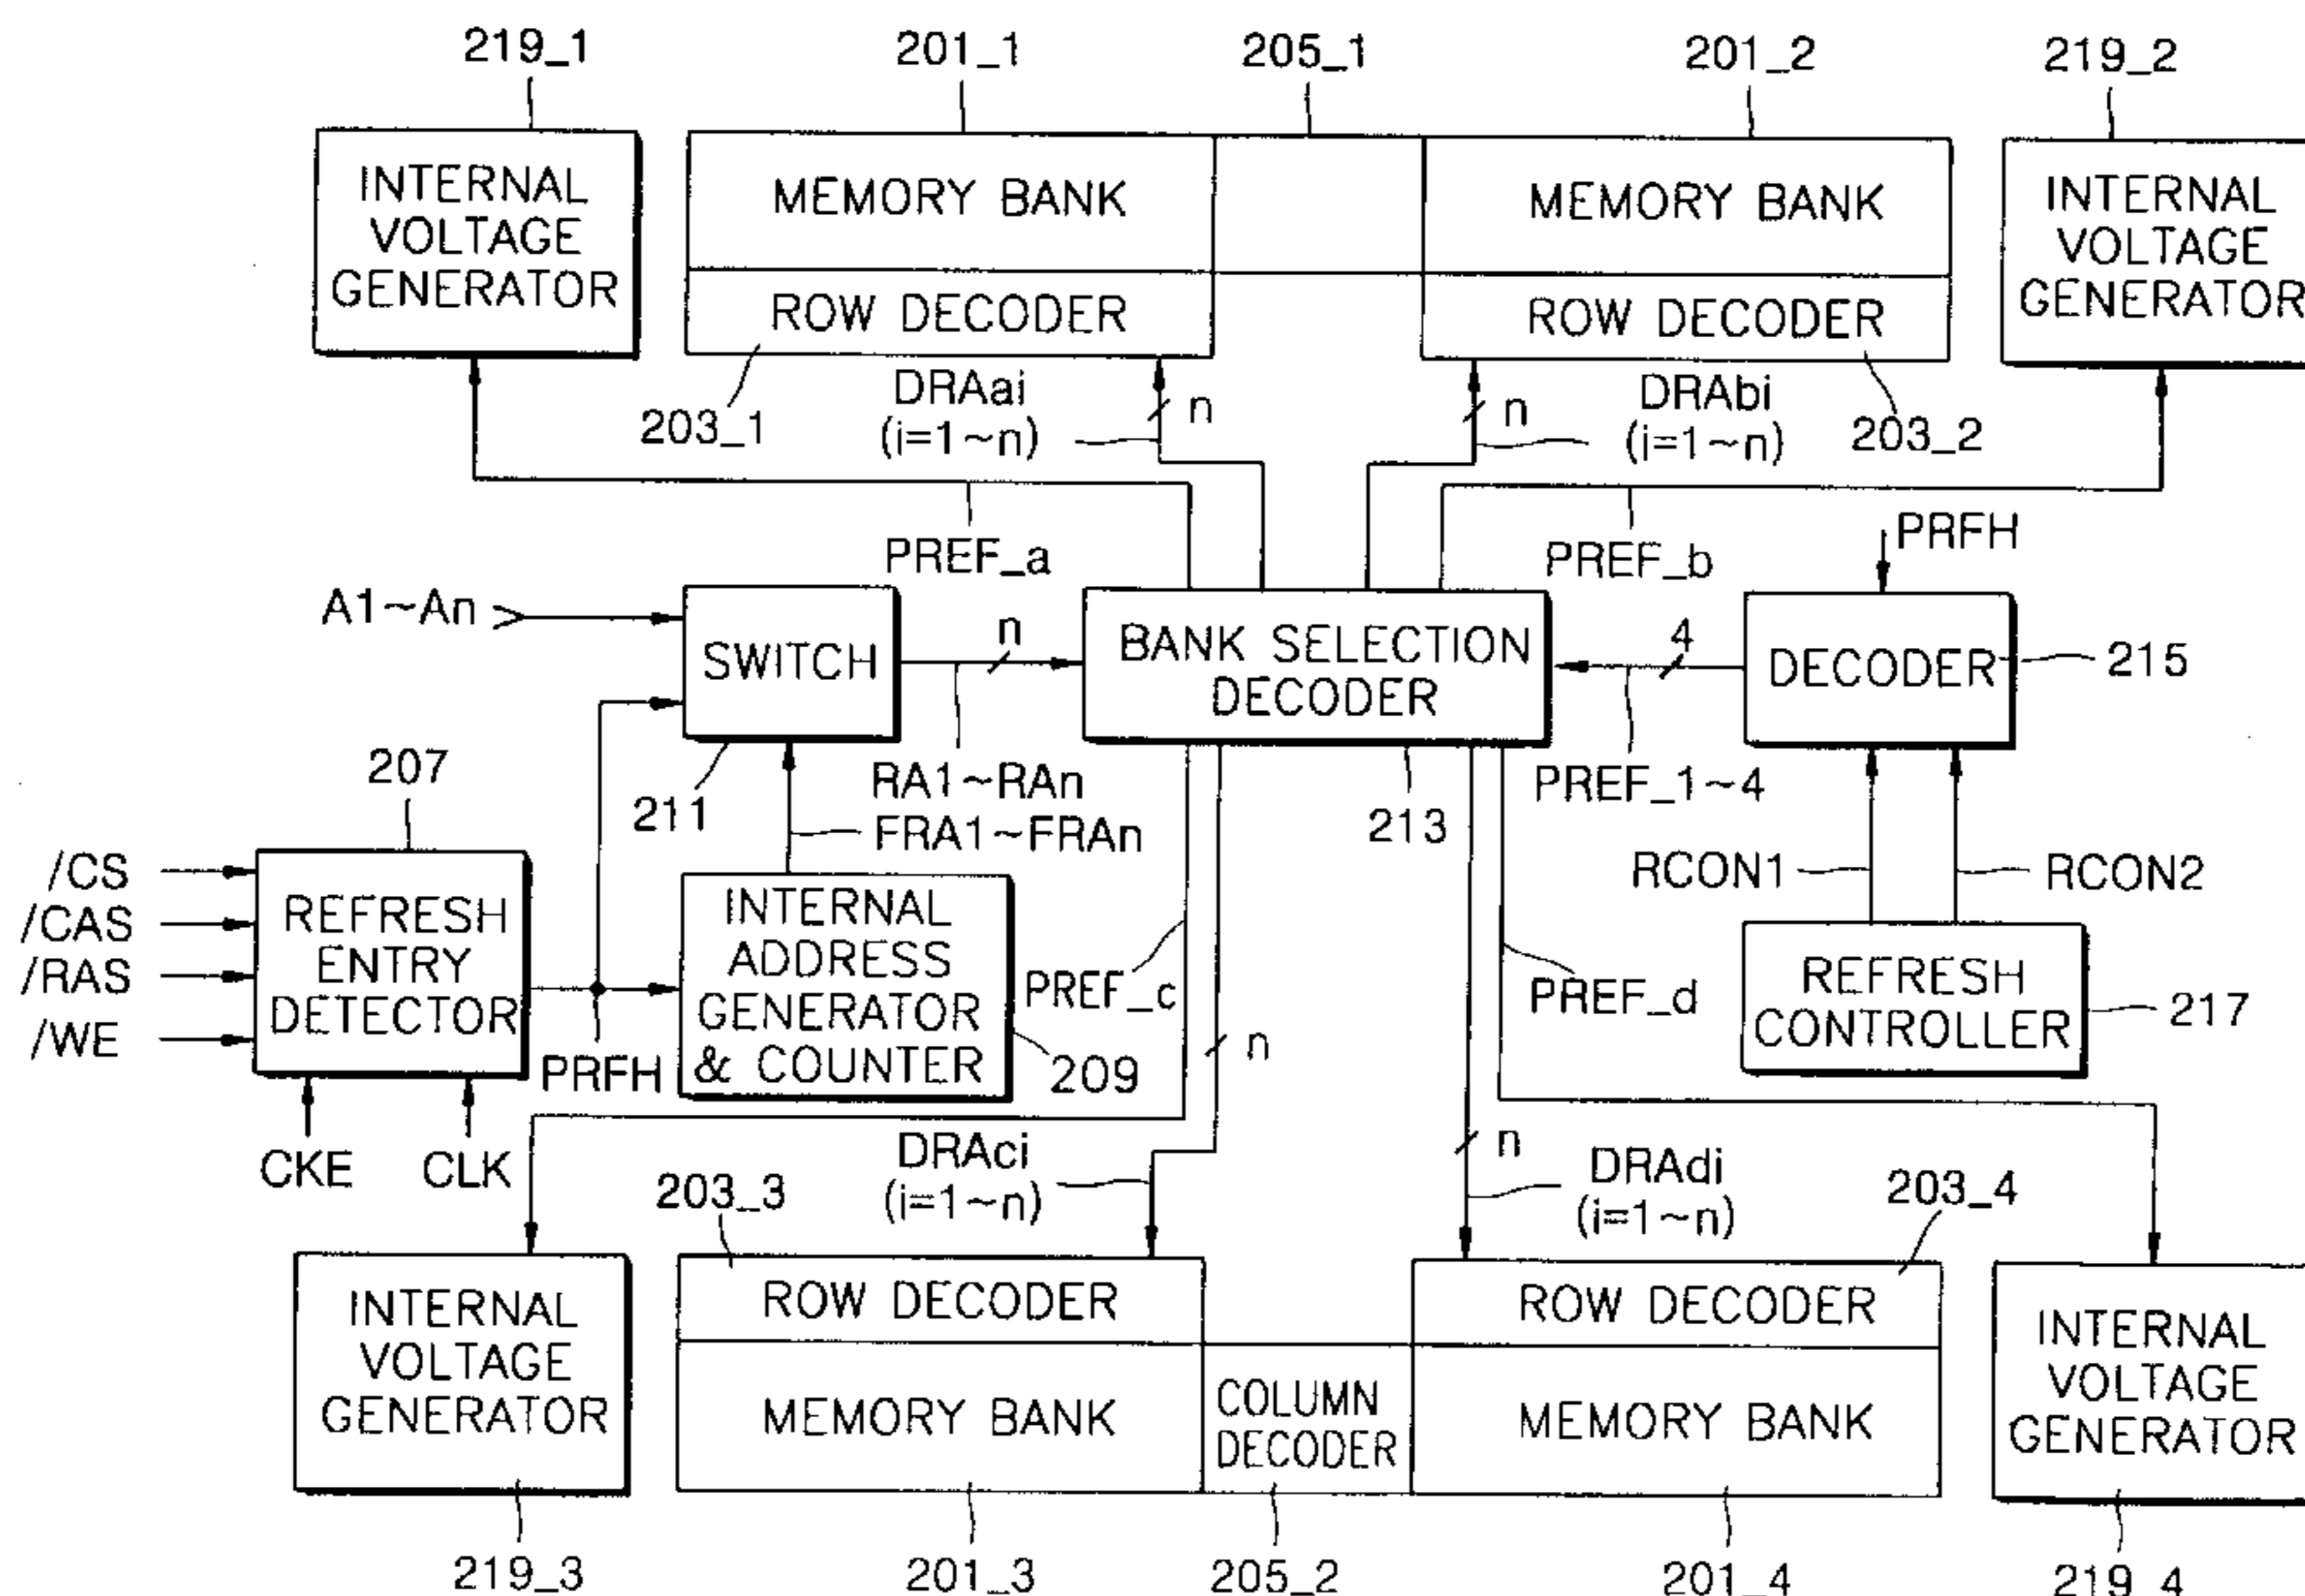 219_1
201_1
205_1
201_2
219_2
INTERNAL
VOLTAGE
GENERATOR
MEMORY BANK
MEMORY BANK
INTERNAL
VOLTAGE
GENERATOR
ROW DECODER
ROW DECODER
203_1
DRAai
(i=1~n)
n
n
DRAbi
(i=1~n)
203_2
PREF_a
PREF_b
PRFH
A1~An
SWITCH
n
BANK SELECTION
DECODER
4
DECODER
215
207
211
RA1~RAn
FRA1~FRAn
213
PREF_1~4
/CS
/CAS
/RAS
/WE
REFRESH
ENTRY
DETECTOR
INTERNAL
ADDRESS
GENERATOR
& COUNTER
RCON1
RCON2
PREF_c
PREF_d
REFRESH
CONTROLLER
217
PRFH
209
n
CKE
CLK
203_3
DRAci
(i=1~n)
n
DRAdi
(i=1~n)
203_4
INTERNAL
VOLTAGE
GENERATOR
ROW DECODER
ROW DECODER
INTERNAL
VOLTAGE
GENERATOR
MEMORY BANK
COLUMN
DECODER
MEMORY BANK
219_3
201_3
205_2
201_4
219_4